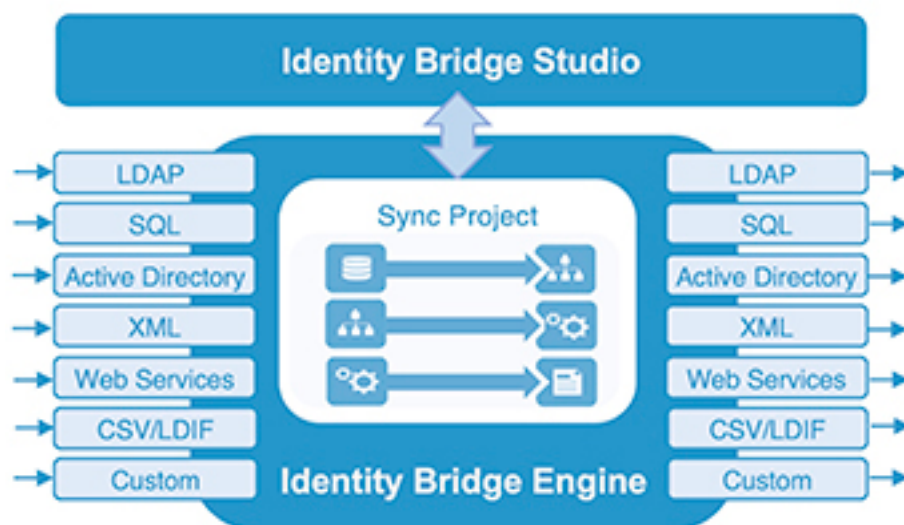 Identity Bridge Studio
Sync Project
LDAP
SQL
Active Directory
XML
Web Services
CSV/LDIF
Custom
LDAP
SQL
Active Directory
XML
Web Services
CSV/LDIF
Custom
Identity Bridge Engine